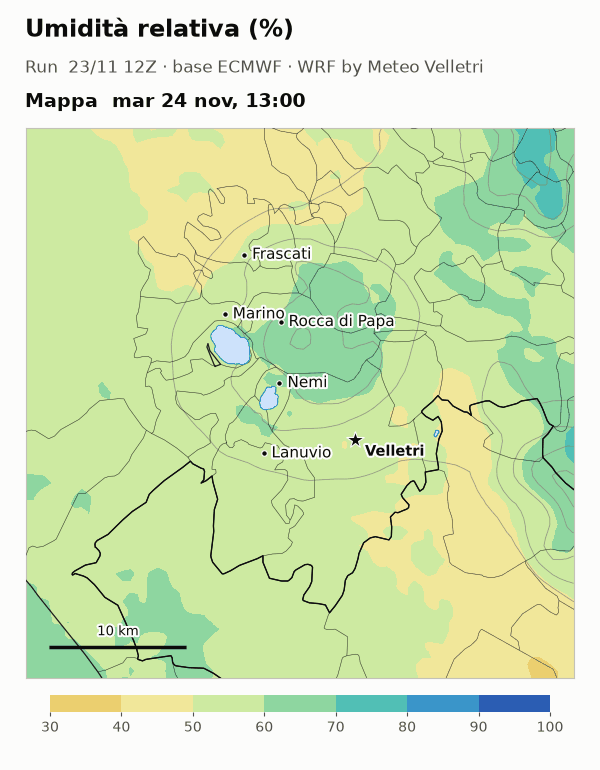 Umidità relativa (%)
Run  23/11 12Z · base ECMWF · WRF by Meteo Velletri
Mappa  mar 24 nov, 13:00
Frascati
Marino
Rocca di Papa
Nemi
Velletri
Lanuvio
10 km
30 40 50 60 70 80 90 100